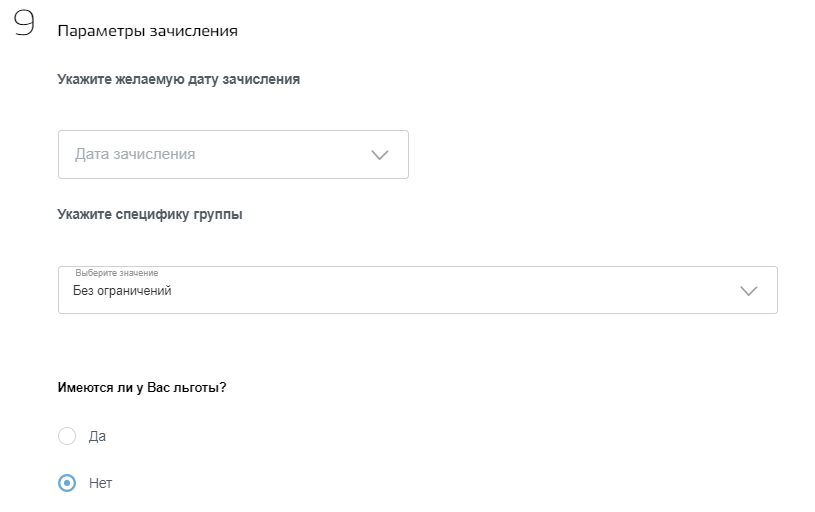 9
Параметры зачисления
Укажите желаемую дату зачисления
Дата зачисления
Укажите специфику группы
Выберите значение
Без ограничений
Имеются ли у Вас льготы?
Да
Нет